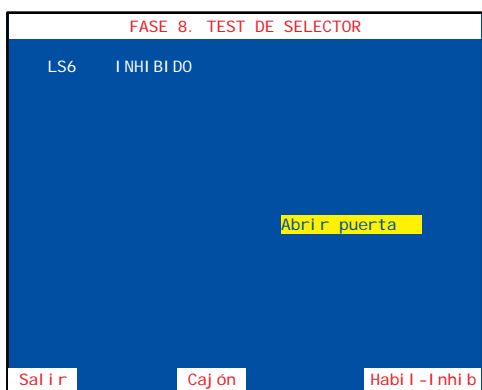 FASE 8. TEST DE SELECTOR
LS6 INHIBIDO
Abrir puerta
Salir Cajón Habil-Inhib